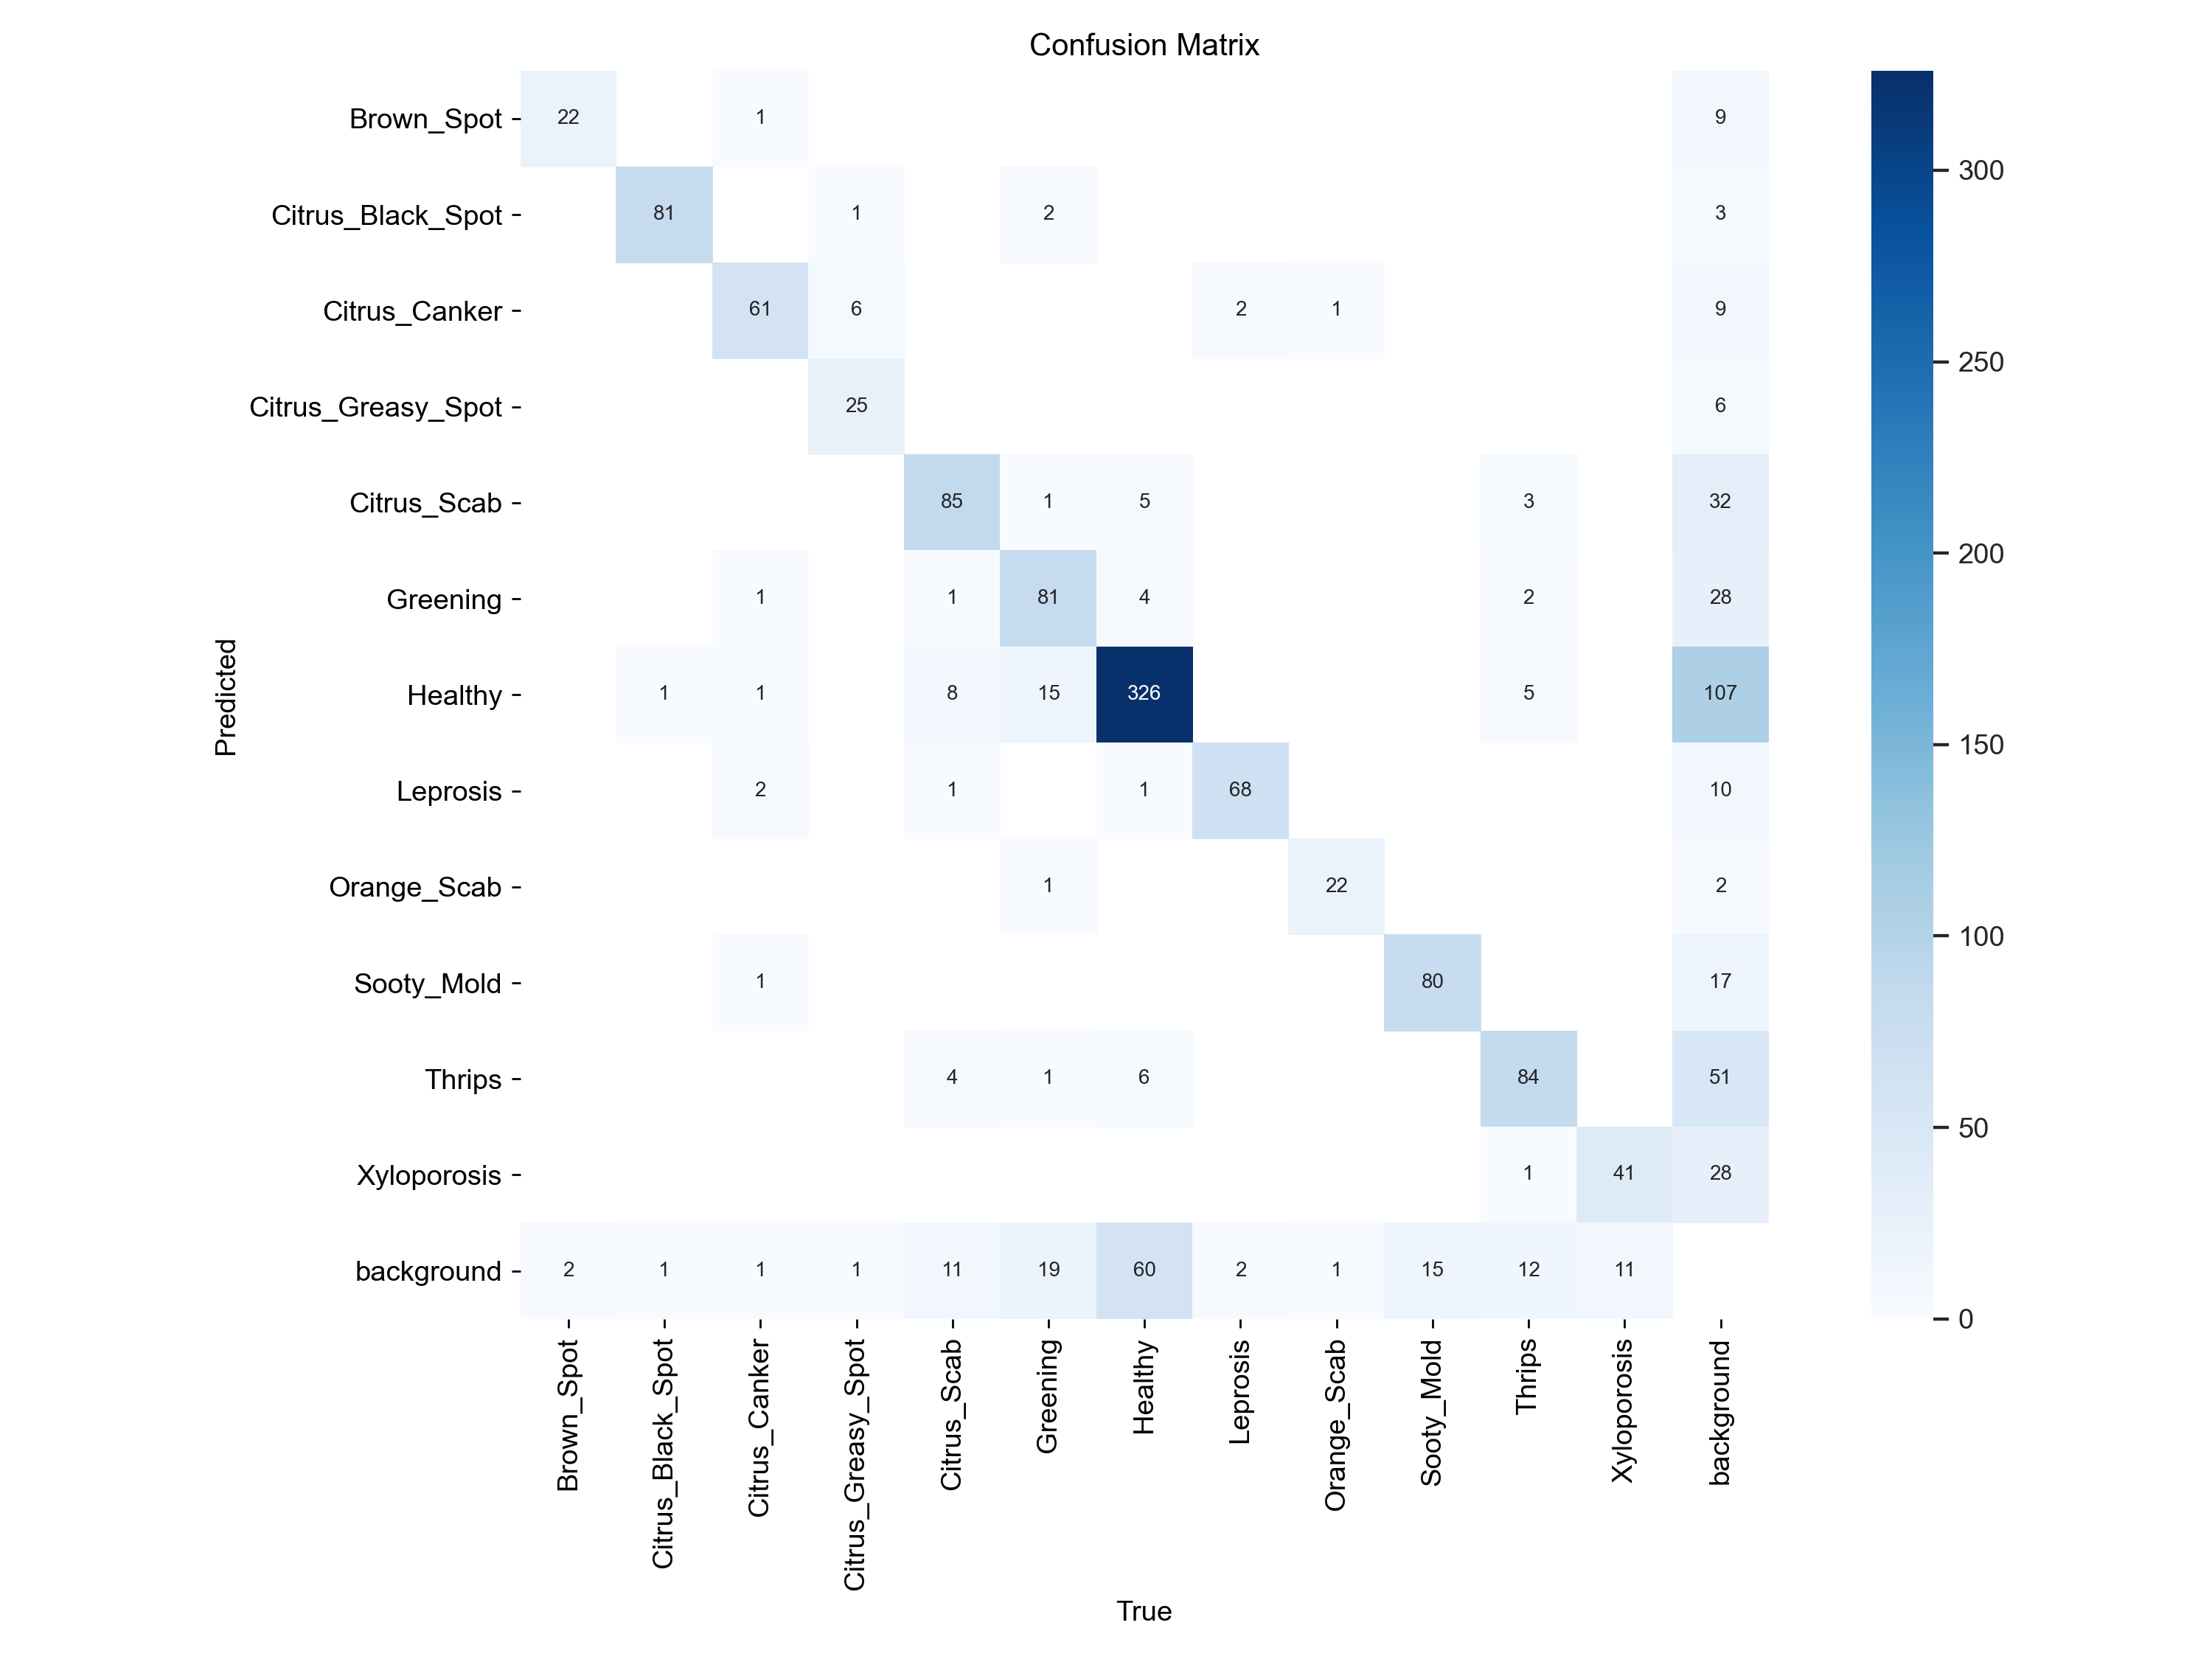 Confusion Matrix
Brown_Spot 22 1 9
Citrus_Black_Spot 81 1 2 3
Citrus_Canker 61 6 2 1 9
Citrus_Greasy_Spot 25 6
Citrus_Scab 85 1 5 3 32
Greening 1 1 81 4 2 28
Healthy 1 1 8 15 326 5 107
Leprosis 2 1 1 68 10
Orange_Scab 1 22 2
Sooty_Mold 1 80 17
Thrips 4 1 6 84 51
Xyloporosis 1 41 28
background 2 1 1 1 11 19 60 2 1 15 12 11
Predicted
Brown_Spot
Citrus_Black_Spot
Citrus_Canker
Citrus_Greasy_Spot
Citrus_Scab
Greening
Healthy
Leprosis
Orange_Scab
Sooty_Mold
Thrips
Xyloporosis
background
True
300
250
200
150
100
50
0